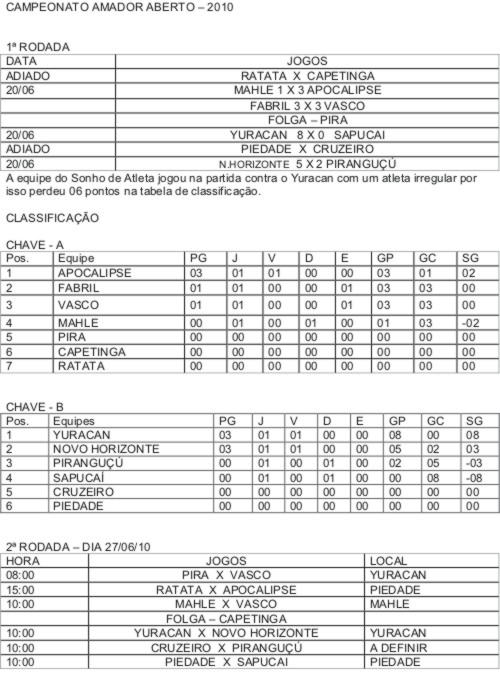 CAMPEONATO AMADOR ABERTO – 2010
1ª RODADA
DATA JOGOS
ADIADO RATATA X CAPETINGA
20/06 MAHLE 1 X 3 APOCALIPSE
FABRIL 3 X 3 VASCO
FOLGA – PIRA
20/06 YURACAN 8 X 0 SAPUCAI
ADIADO PIEDADE X CRUZEIRO
20/06 N.HORIZONTE 5 X 2 PIRANGUÇÚ
A equipe do Sonho de Atleta jogou na partida contra o Yuracan com um atleta irregular por
isso perdeu 06 pontos na tabela de classificação.
CLASSIFICAÇÃO
CHAVE - A
Pos. Equipe PG J V D E GP GC SG
1 APOCALIPSE 03 01 01 00 00 03 01 02
2 FABRIL 01 01 00 00 01 03 03 00
3 VASCO 01 01 00 00 01 03 03 00
4 MAHLE 00 01 00 01 00 01 03 -02
5 PIRA 00 00 00 00 00 00 00 00
6 CAPETINGA 00 00 00 00 00 00 00 00
7 RATATA 00 00 00 00 00 00 00 00
CHAVE - B
Pos. Equipes PG J V D E GP GC SG
1 YURACAN 03 01 01 00 00 08 00 08
2 NOVO HORIZONTE 03 01 01 00 00 05 02 03
3 PIRANGUÇÚ 00 01 00 01 00 02 05 -03
4 SAPUCAÍ 00 01 00 01 00 00 08 -08
5 CRUZEIRO 00 00 00 00 00 00 00 00
6 PIEDADE 00 00 00 00 00 00 00 00
2ª RODADA – DIA 27/06/10
HORA JOGOS LOCAL
08:00 PIRA X VASCO YURACAN
15:00 RATATA X APOCALIPSE PIEDADE
10:00 MAHLE X VASCO MAHLE
FOLGA – CAPETINGA
10:00 YURACAN X NOVO HORIZONTE YURACAN
10:00 CRUZEIRO X PIRANGUÇÚ A DEFINIR
10:00 PIEDADE X SAPUCAI PIEDADE